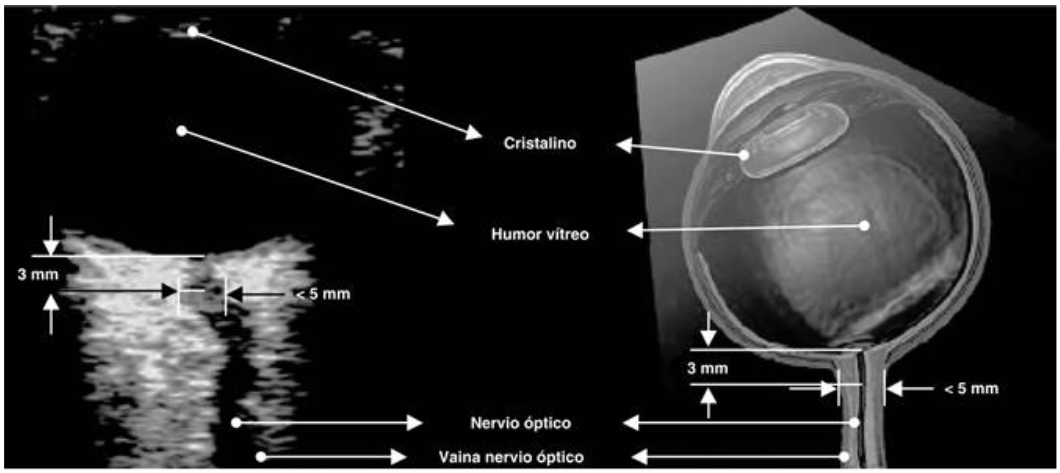 Cristalino
Humor vítreo
3 mm
< 5 mm
3 mm
< 5 mm
Nervio óptico
Vaina nervio óptico